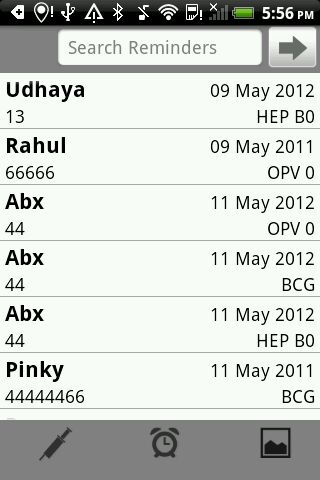 5:56 PM
Search Reminders
Udhaya 09 May 2012
13 HEP B0
Rahul 09 May 2011
66666 OPV 0
Abx 11 May 2012
44 OPV 0
Abx 11 May 2012
44 BCG
Abx 11 May 2012
44 HEP B0
Pinky 11 May 2011
44444466 BCG